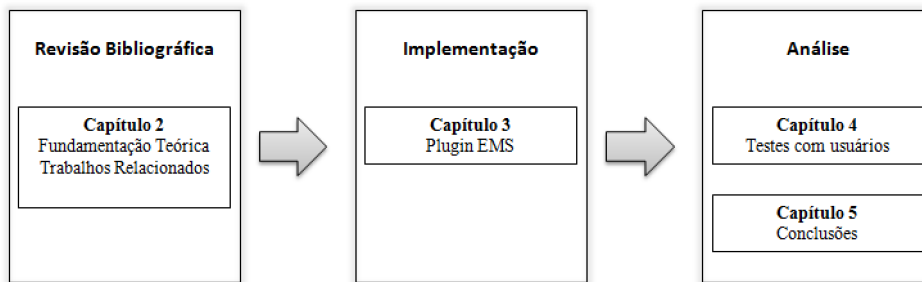 Revisão Bibliográfica
Capítulo 2
Fundamentação Teórica
Trabalhos Relacionados
Implementação
Capítulo 3
Plugin EMS
Análise
Capítulo 4
Testes com usuários
Capítulo 5
Conclusões